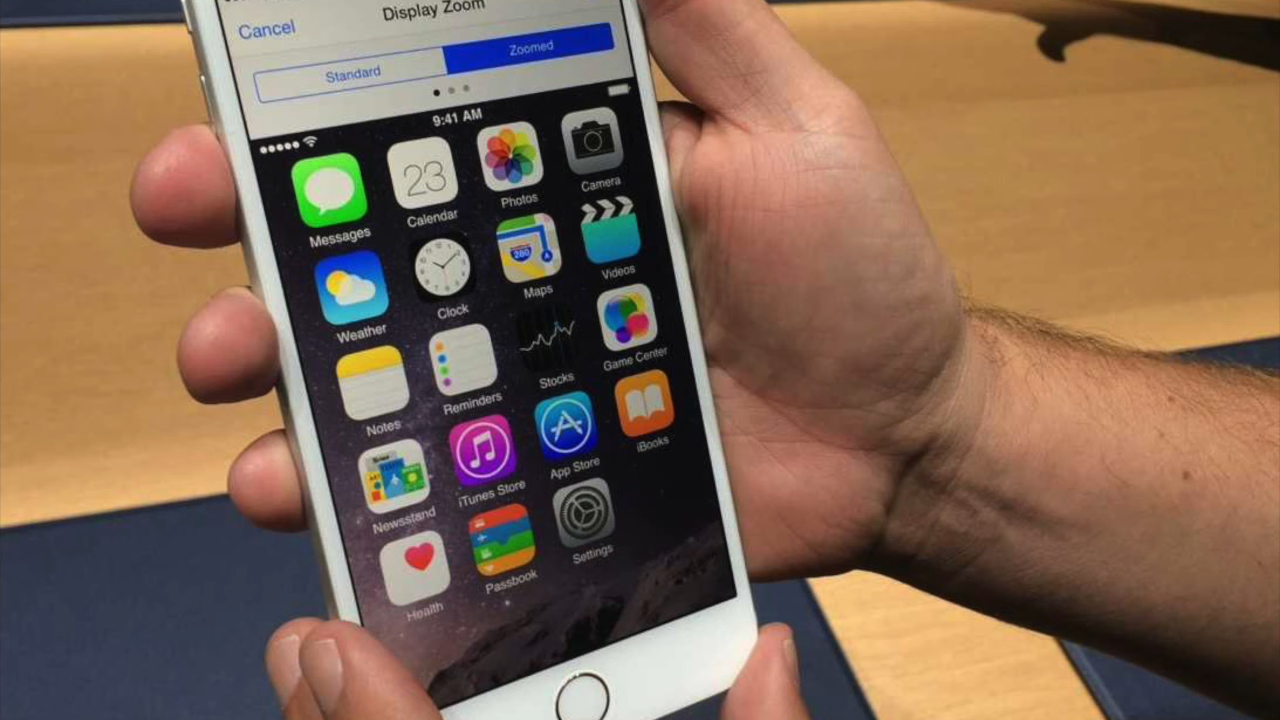 Display Zoom
Cancel
Standard
Zoomed
9:41 AM
23
Messages
Calendar
Photos
Camera
280
Weather
Clock
Maps
Videos
Notes
Reminders
Stocks
Game Center
Newsstand
iTunes Store
App Store
iBooks
Health
Passbook
Settings